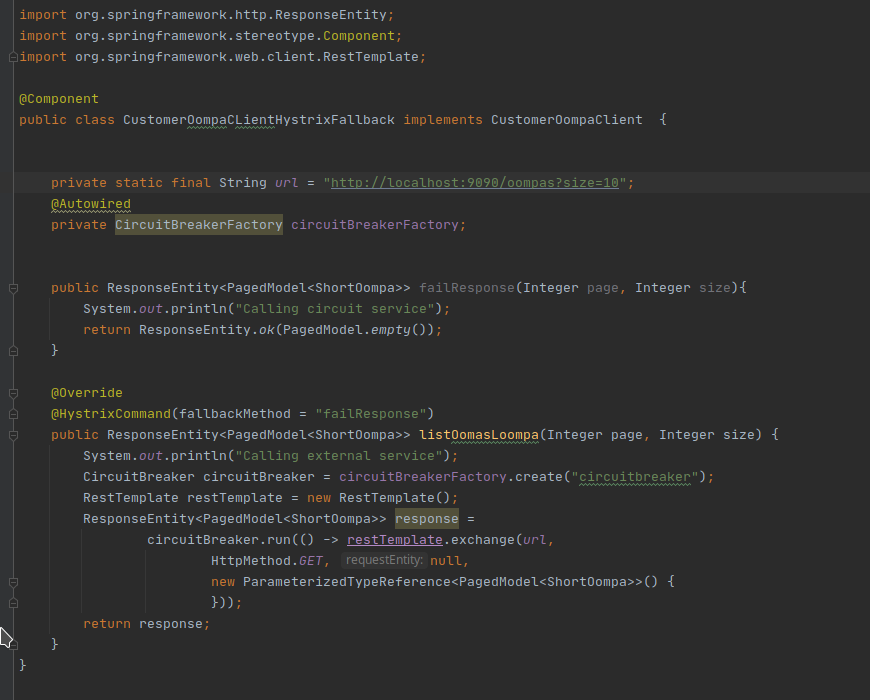 import org.springframework.http.ResponseEntity;
import org.springframework.stereotype.Component;
import org.springframework.web.client.RestTemplate;
@Component
public class CustomerOompaCLientHystrixFallback implements CustomerOompaClient  {
private static final String url = "http://localhost:9090/oompas?size=10";
@Autowired
private CircuitBreakerFactory circuitBreakerFactory;
public ResponseEntity<PagedModel<ShortOompa>> failResponse(Integer page, Integer size){
System.out.println("Calling circuit service");
return ResponseEntity.ok(PagedModel.empty());
}
@Override
@HystrixCommand(fallbackMethod = "failResponse")
public ResponseEntity<PagedModel<ShortOompa>> listOomasLoompa(Integer page, Integer size) {
System.out.println("Calling external service");
CircuitBreaker circuitBreaker = circuitBreakerFactory.create("circuitbreaker");
RestTemplate restTemplate = new RestTemplate();
ResponseEntity<PagedModel<ShortOompa>> response =
circuitBreaker.run(() -> restTemplate.exchange(url,
HttpMethod.GET, requestEntity: null,
new ParameterizedTypeReference<PagedModel<ShortOompa>>() {
}));
return response;
}
}